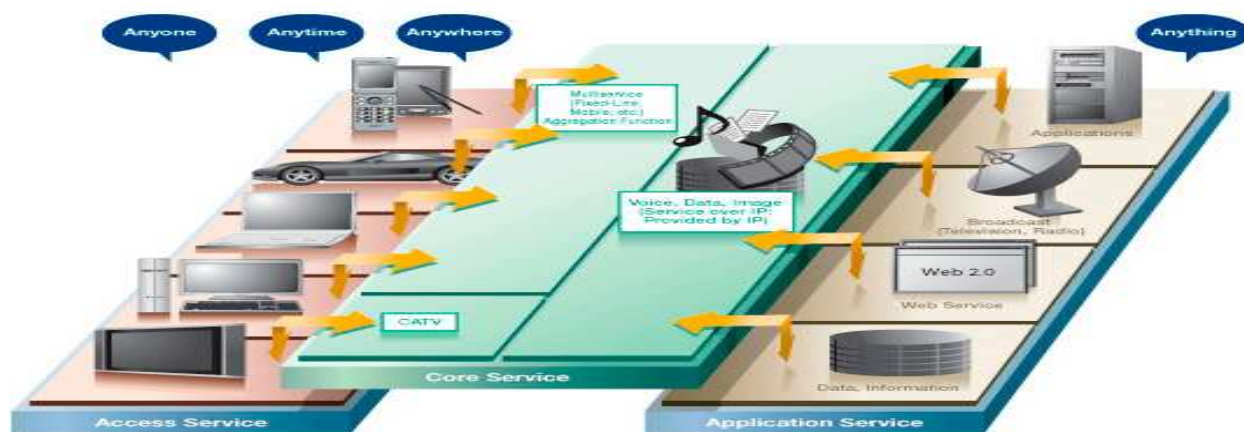 Anyone
Anytime
Anywhere
Anything
Multiservice
(Fixed-Line,
Mobile, etc.)
Aggregation Function
Applications
Voice, Data, Image
(Service over IP:
Provided by IP)
Broadcast
(Television, Radio)
Web 2.0
Web Service
CATV
Data, Information
Core Service
Access Service
Application Service